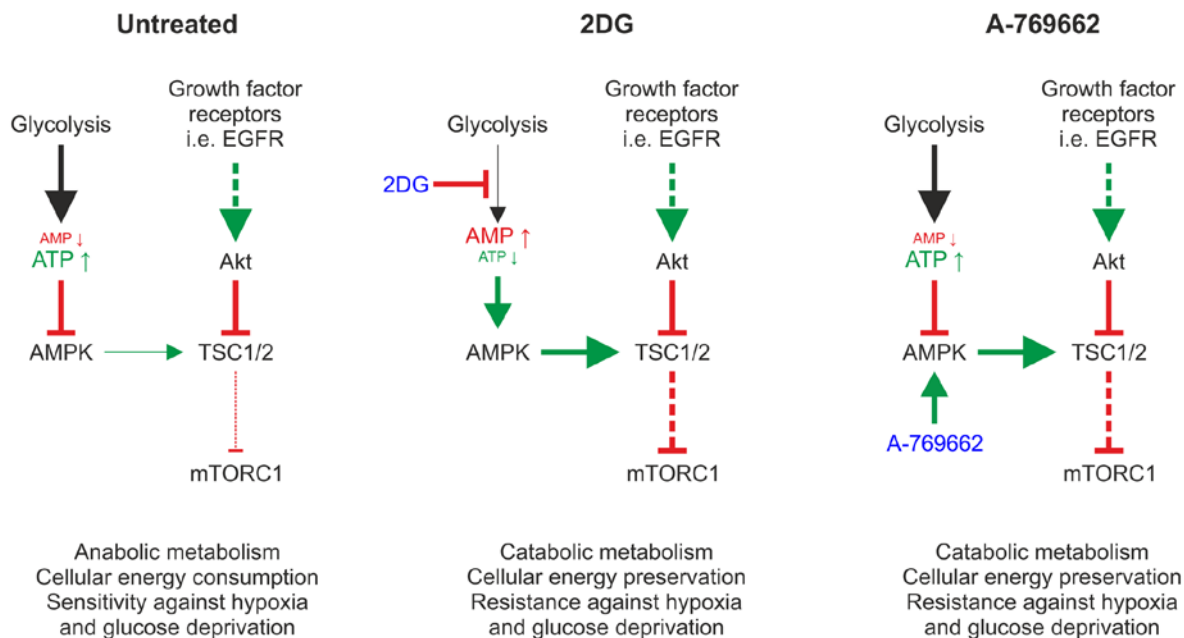 Untreated
Glycolysis
Growth factor
receptors
i.e. EGFR
AMP ↓
ATP ↑
Akt
AMPK
TSC1/2
mTORC1
Anabolic metabolism
Cellular energy consumption
Sensitivity against hypoxia
and glucose deprivation
2DG
Glycolysis
Growth factor
receptors
i.e. EGFR
2DG
AMP ↑
ATP ↓
Akt
AMPK
TSC1/2
mTORC1
Catabolic metabolism
Cellular energy preservation
Resistance against hypoxia
and glucose deprivation
A-769662
Glycolysis
Growth factor
receptors
i.e. EGFR
AMP ↓
ATP ↑
Akt
AMPK
TSC1/2
A-769662
mTORC1
Catabolic metabolism
Cellular energy preservation
Resistance against hypoxia
and glucose deprivation